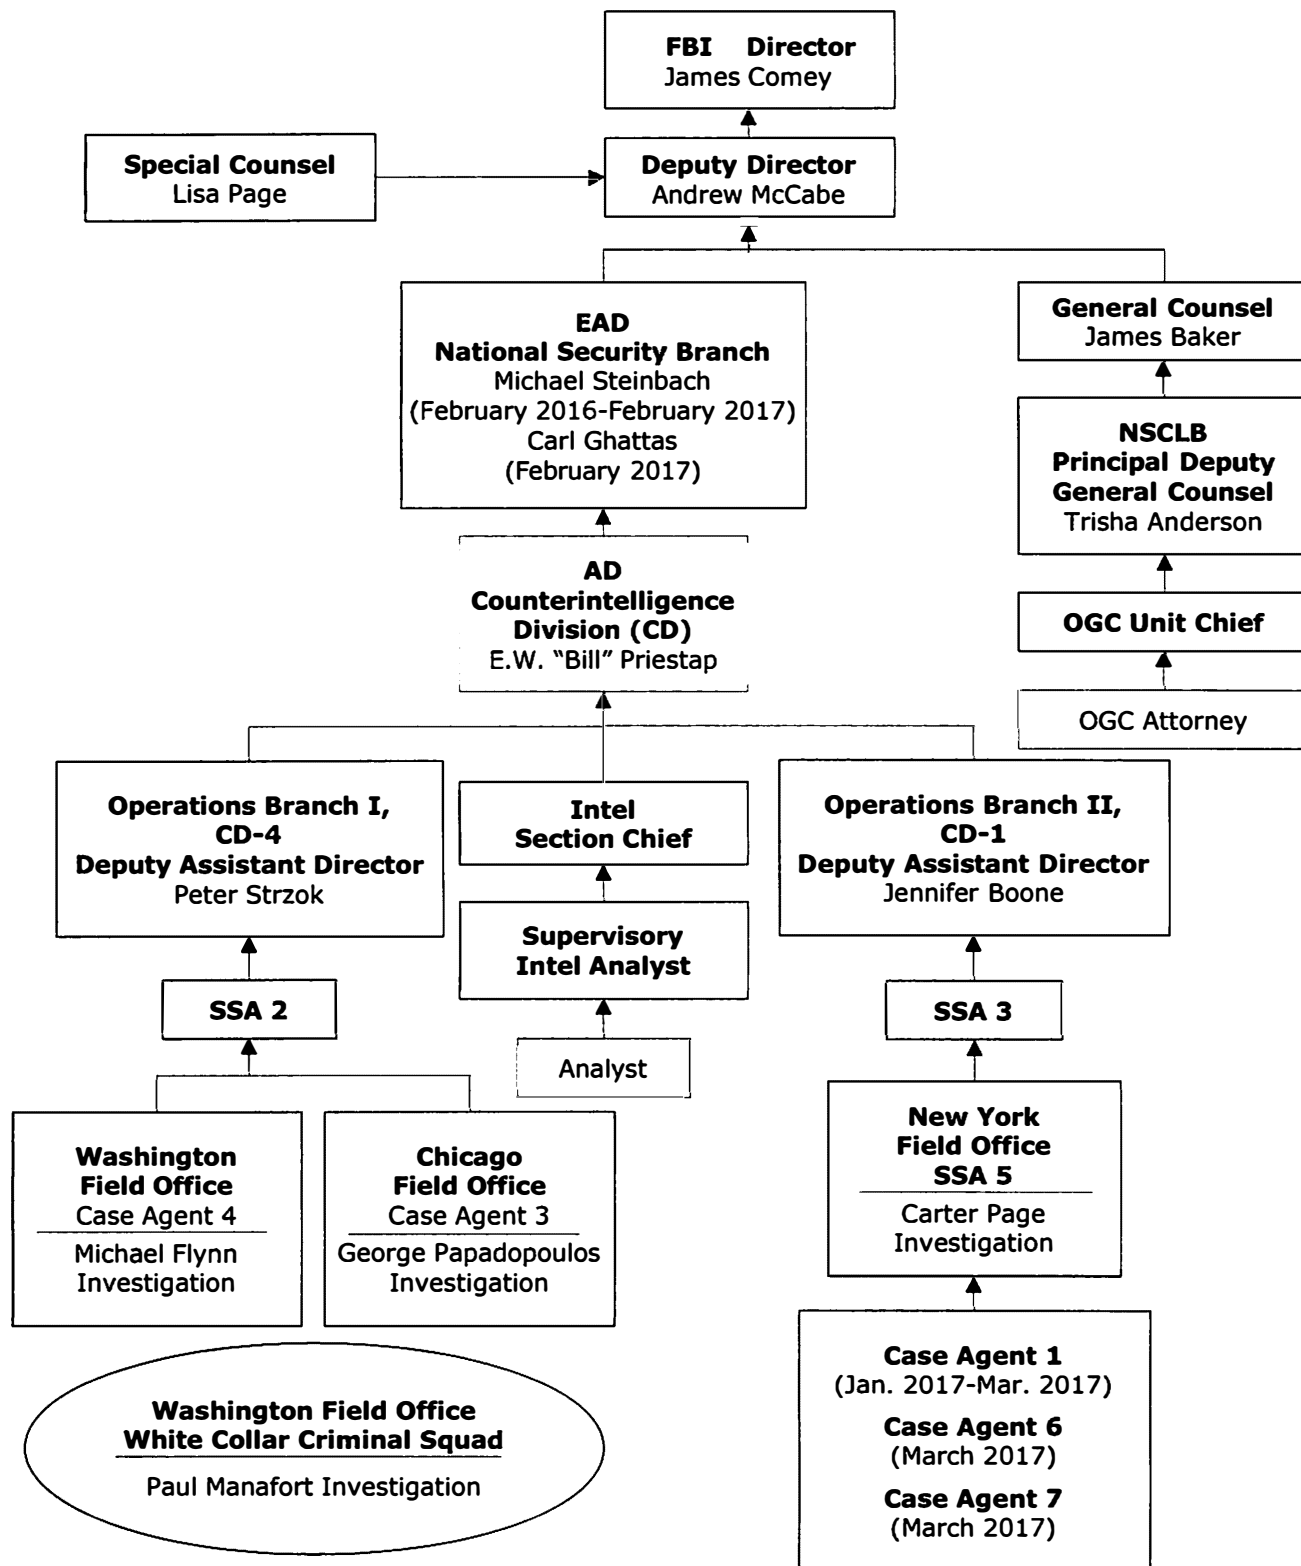 FBI Director
James Comey
Special Counsel
Lisa Page
Deputy Director
Andrew McCabe
EAD
National Security Branch
Michael Steinbach
(February 2016-February 2017)
Carl Ghattas
(February 2017)
General Counsel
James Baker
NSCLB
Principal Deputy
General Counsel
Trisha Anderson
AD
Counterintelligence
Division (CD)
E.W. “Bill” Priestap
OGC Unit Chief
OGC Attorney
Operations Branch I,
CD-4
Deputy Assistant Director
Peter Strzok
Intel
Section Chief
Operations Branch II,
CD-1
Deputy Assistant Director
Jennifer Boone
Supervisory
Intel Analyst
SSA 2
SSA 3
Analyst
Washington
Field Office
Case Agent 4
Michael Flynn
Investigation
Chicago
Field Office
Case Agent 3
George Papadopoulos
Investigation
New York
Field Office
SSA 5
Carter Page
Investigation
Case Agent 1
(Jan. 2017-Mar. 2017)
Case Agent 6
(March 2017)
Case Agent 7
(March 2017)
Washington Field Office
White Collar Criminal Squad
Paul Manafort Investigation